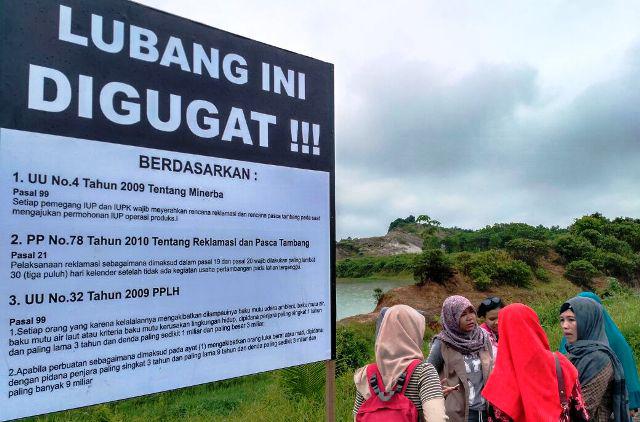 LUBANG INI
DIGUGAT !!!
BERDASARKAN :
1. UU No.4 Tahun 2009 Tentang Minerba
Pasal 99
Setiap pemegang IUP dan IUPK wajib meyerahkan rencana reklamasi dan rencana pasca tambang pada saat
mengajukan permohonan IUP operasi produks.i
2. PP No.78 Tahun 2010 Tentang Reklamasi dan Pasca Tambang
Pasal 21
Pelaksanaan reklamasi sebagaimana dimaksud dalam pasal 19 dan pasal 20 wajib dilakukan paling lambat
30 (tiga puluh) hari kelender setelah tidak ada kegiatan usaha pertambangan pada lahan terganggu.
3. UU No.32 Tahun 2009 PPLH
Pasal 99
1.Setiap orang yang karena kelalaiannya mengakibatkan dilampauinya baku mutu udera ambien, baku mutu air,
baku mutu air laut atau kriteria baku mutu kerusakan lingkungan hidup, dipidana penjara paling singkat 1 tahun
dan paling lama 3 tahun dan denda paling sedikit 1 miliar dan paling besar 3 miliar.
2.Apabila perbuatan sebagaimana dimaksud pada ayat (1) mengakibatkan orang luka berat atau mati, dipidana
dengan pidana penjara paling singkat 3 tahun dan paling lama 9 tahun dan denda paling sedikit 3 miliar dan
paling banyak 9 miliar